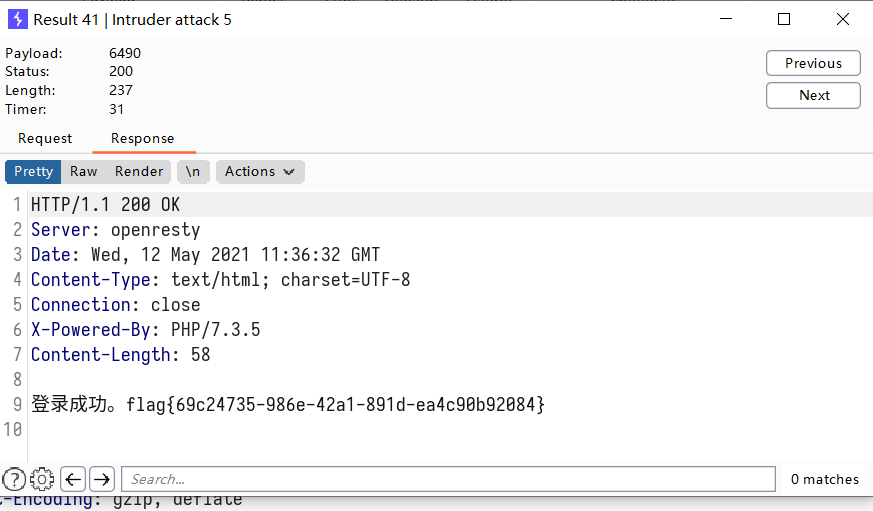 Result 41 | Intruder attack 5
Payload: 6490
Status: 200
Length: 237
Timer: 31
Previous
Next
Request Response
Pretty Raw Render \n Actions
1 HTTP/1.1 200 OK
2 Server: openresty
3 Date: Wed, 12 May 2021 11:36:32 GMT
4 Content-Type: text/html; charset=UTF-8
5 Connection: close
6 X-Powered-By: PHP/7.3.5
7 Content-Length: 58
8
9 登录成功。flag{69c24735-986e-42a1-891d-ea4c90b92084}
10
? Search... 0 matches
-Encoding: gzip, deflate